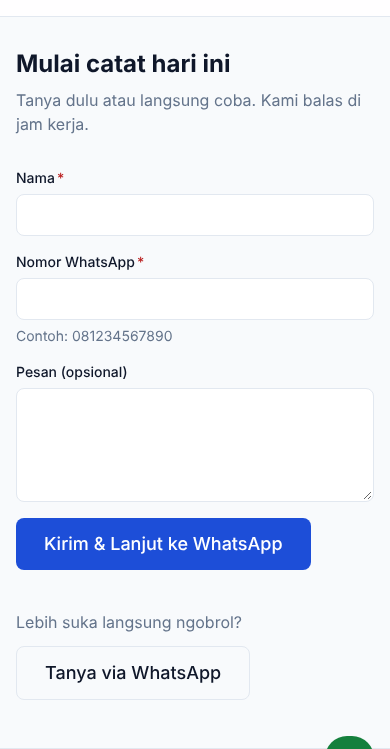 Mulai catat hari ini
Tanya dulu atau langsung coba. Kami balas di
jam kerja.
Nama*
Nomor WhatsApp*
Contoh: 081234567890
Pesan (opsional)
Kirim & Lanjut ke WhatsApp
Lebih suka langsung ngobrol?
Tanya via WhatsApp